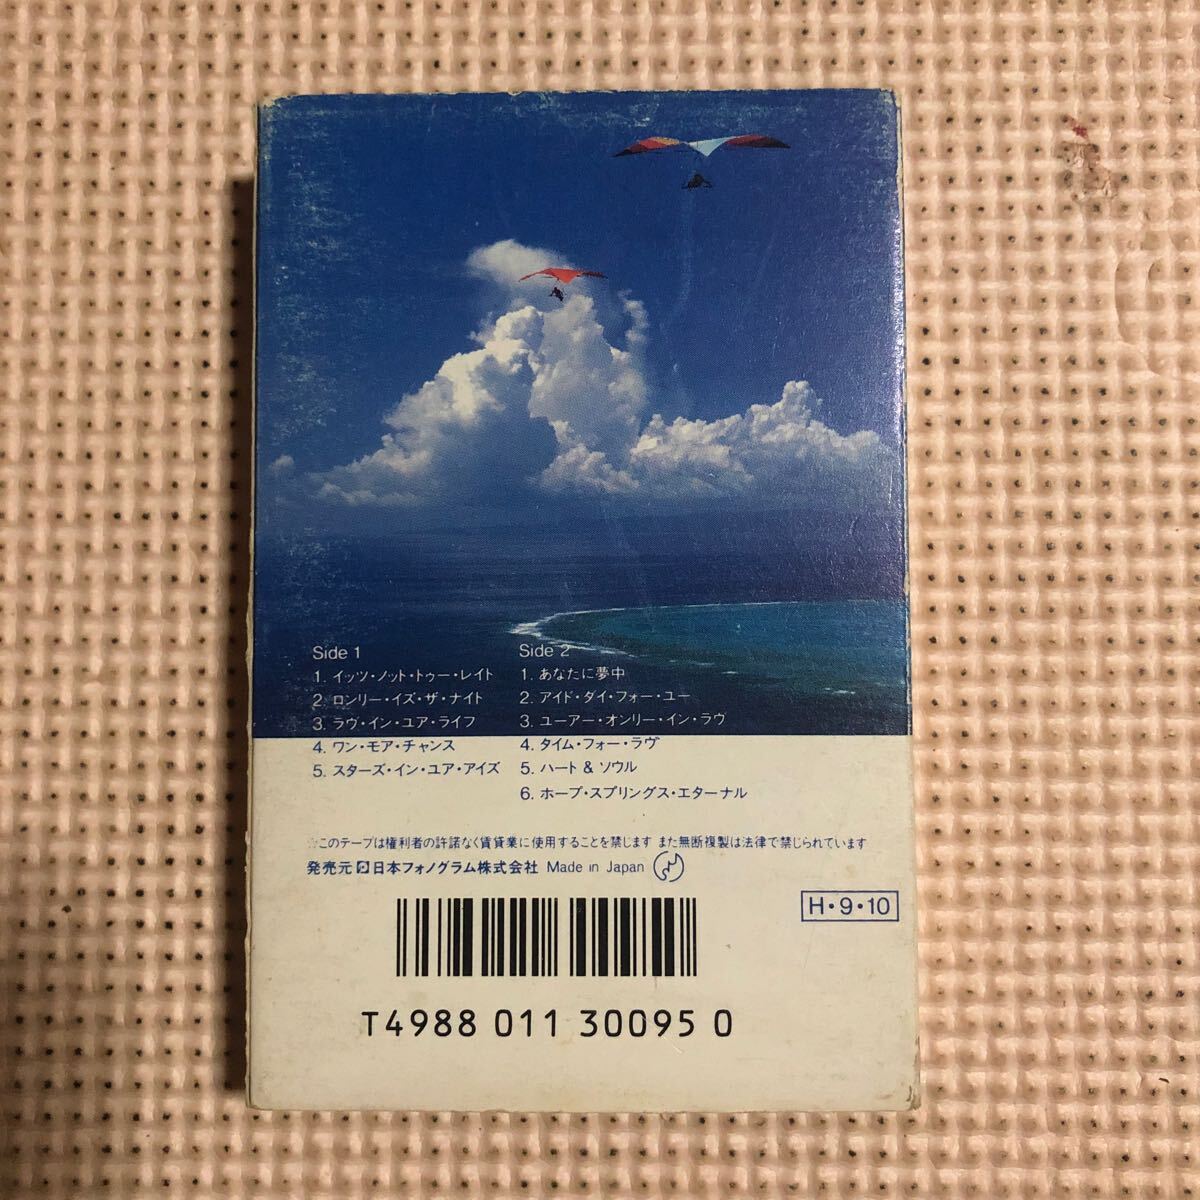 Side 1
1. イッツ・ノット・トゥー・レイト
2. ロンリー・イズ・ザ・ナイト
3. ラヴ・イン・ユア・ライフ
4. ワン・モア・チャンス
5. スターズ・イン・ユア・アイズ
Side 2
1. あなたに夢中
2. アイド・ダイ・フォー・ユー
3. ユーアー・オンリー・イン・ラヴ
4. タイム・フォー・ラヴ
5. ハート & ソウル
6. ホープ・スプリングス・エターナル
☆このテープは権利者の許諾なく賃貸業に使用することを禁じます また無断複製は法律で禁じられています
発売元 日本フォノグラム株式会社 Made in Japan
H・9・10
T4988 011 30095 0